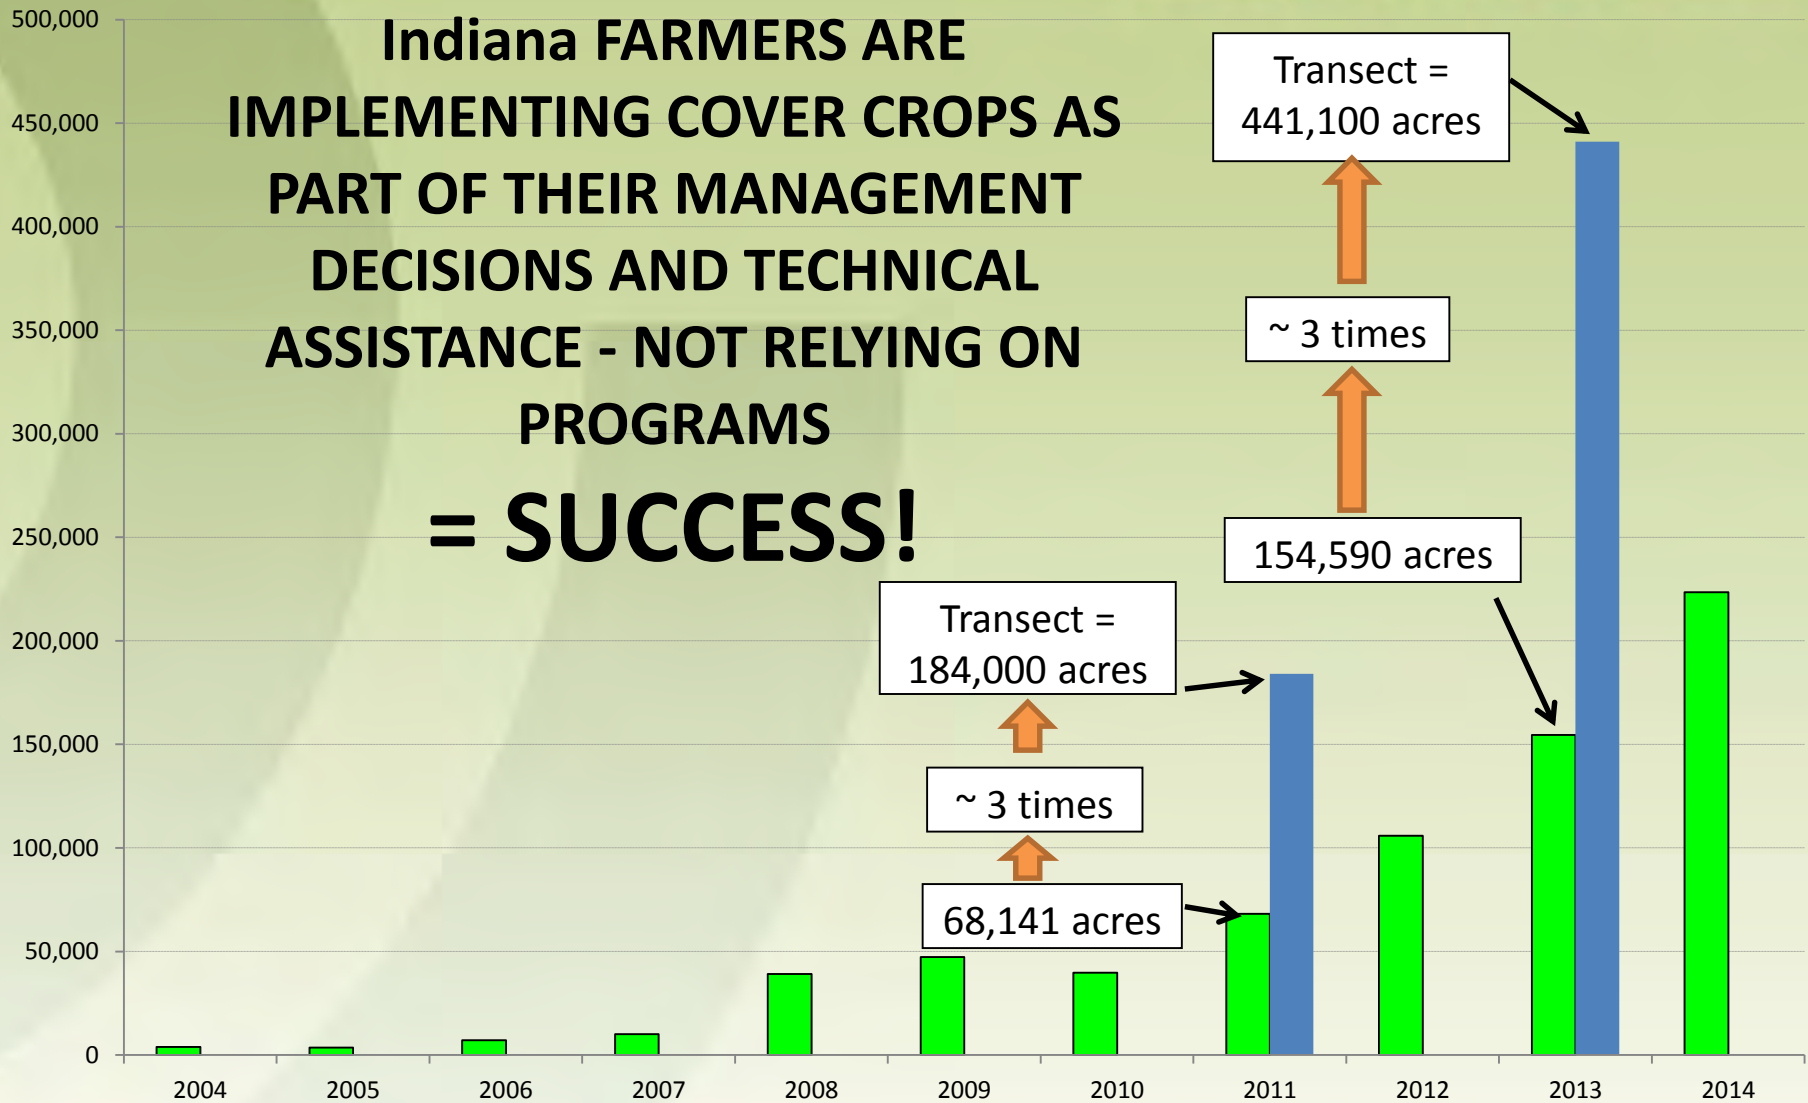 Indiana FARMERS ARE
IMPLEMENTING COVER CROPS AS
PART OF THEIR MANAGEMENT
DECISIONS AND TECHNICAL
ASSISTANCE - NOT RELYING ON
PROGRAMS
= SUCCESS!
Transect =
441,100 acres
~ 3 times
154,590 acres
Transect =
184,000 acres
~ 3 times
68,141 acres
500,000
450,000
400,000
350,000
300,000
250,000
200,000
150,000
100,000
50,000
0
2004 2005 2006 2007 2008 2009 2010 2011 2012 2013 2014